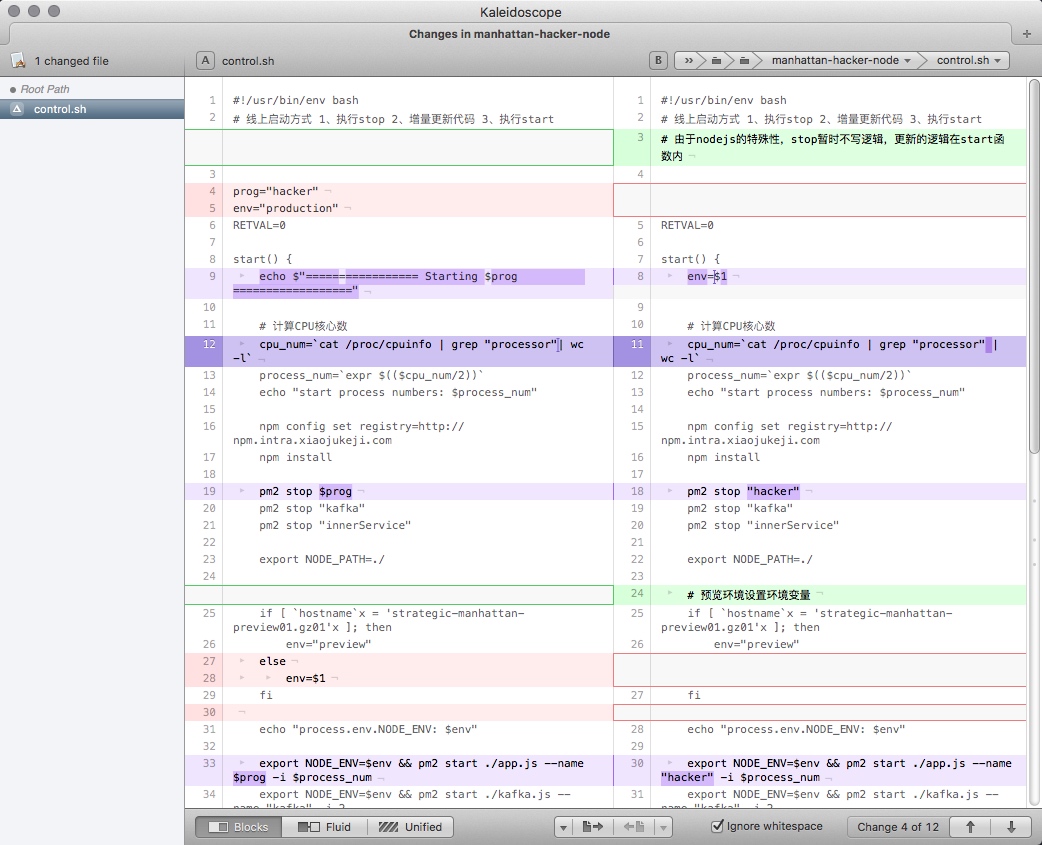 Kaleidoscope
Changes in manhattan-hacker-node
1 changed file
A control.sh
B
manhattan-hacker-node
control.sh
Root Path
control.sh
1 #!/usr/bin/env bash
2 # 线上启动方式 1、执行stop 2、增量更新代码 3、执行start
3
4 prog="hacker"
5 env="production"
6 RETVAL=0
7
8 start() {
9 echo $"================= Starting $prog
=================="
10
11 # 计算CPU核心数
12 cpu_num=`cat /proc/cpuinfo | grep "processor"| wc
-l`
13 process_num=`expr $(($cpu_num/2))`
14 echo "start process numbers: $process_num"
15
16 npm config set registry=http://
npm.intra.xiaojukeji.com
17 npm install
18
19 pm2 stop $prog
20 pm2 stop "kafka"
21 pm2 stop "innerService"
22
23 export NODE_PATH=./
24
25 if [ `hostname`x = 'strategic-manhattan-
preview01.gz01'x ]; then
26 env="preview"
27 else
28 env=$1
29 fi
30
31 echo "process.env.NODE_ENV: $env"
32
33 export NODE_ENV=$env && pm2 start ./app.js --name
$prog -i $process_num
34 export NODE_ENV=$env && pm2 start ./kafka.js --
name "kafka" -i 2
1 #!/usr/bin/env bash
2 # 线上启动方式 1、执行stop 2、增量更新代码 3、执行start
3 # 由于nodejs的特殊性，stop暂时不写逻辑，更新的逻辑在start函
数内
4
5 RETVAL=0
6
7 start() {
8 env=$1
9
10 # 计算CPU核心数
11 cpu_num=`cat /proc/cpuinfo | grep "processor" |
wc -l`
12 process_num=`expr $(($cpu_num/2))`
13 echo "start process numbers: $process_num"
14
15 npm config set registry=http://
npm.intra.xiaojukeji.com
16 npm install
17
18 pm2 stop "hacker"
19 pm2 stop "kafka"
20 pm2 stop "innerService"
21
22 export NODE_PATH=./
23
24 # 预览环境设置环境变量
25 if [ `hostname`x = 'strategic-manhattan-
preview01.gz01'x ]; then
26 env="preview"
27 fi
28 echo "process.env.NODE_ENV: $env"
29
30 export NODE_ENV=$env && pm2 start ./app.js --name
"hacker" -i $process_num
31 export NODE_ENV=$env && pm2 start ./kafka.js --
name "kafka" -i 2
Blocks
Fluid
Unified
Ignore whitespace
Change 4 of 12